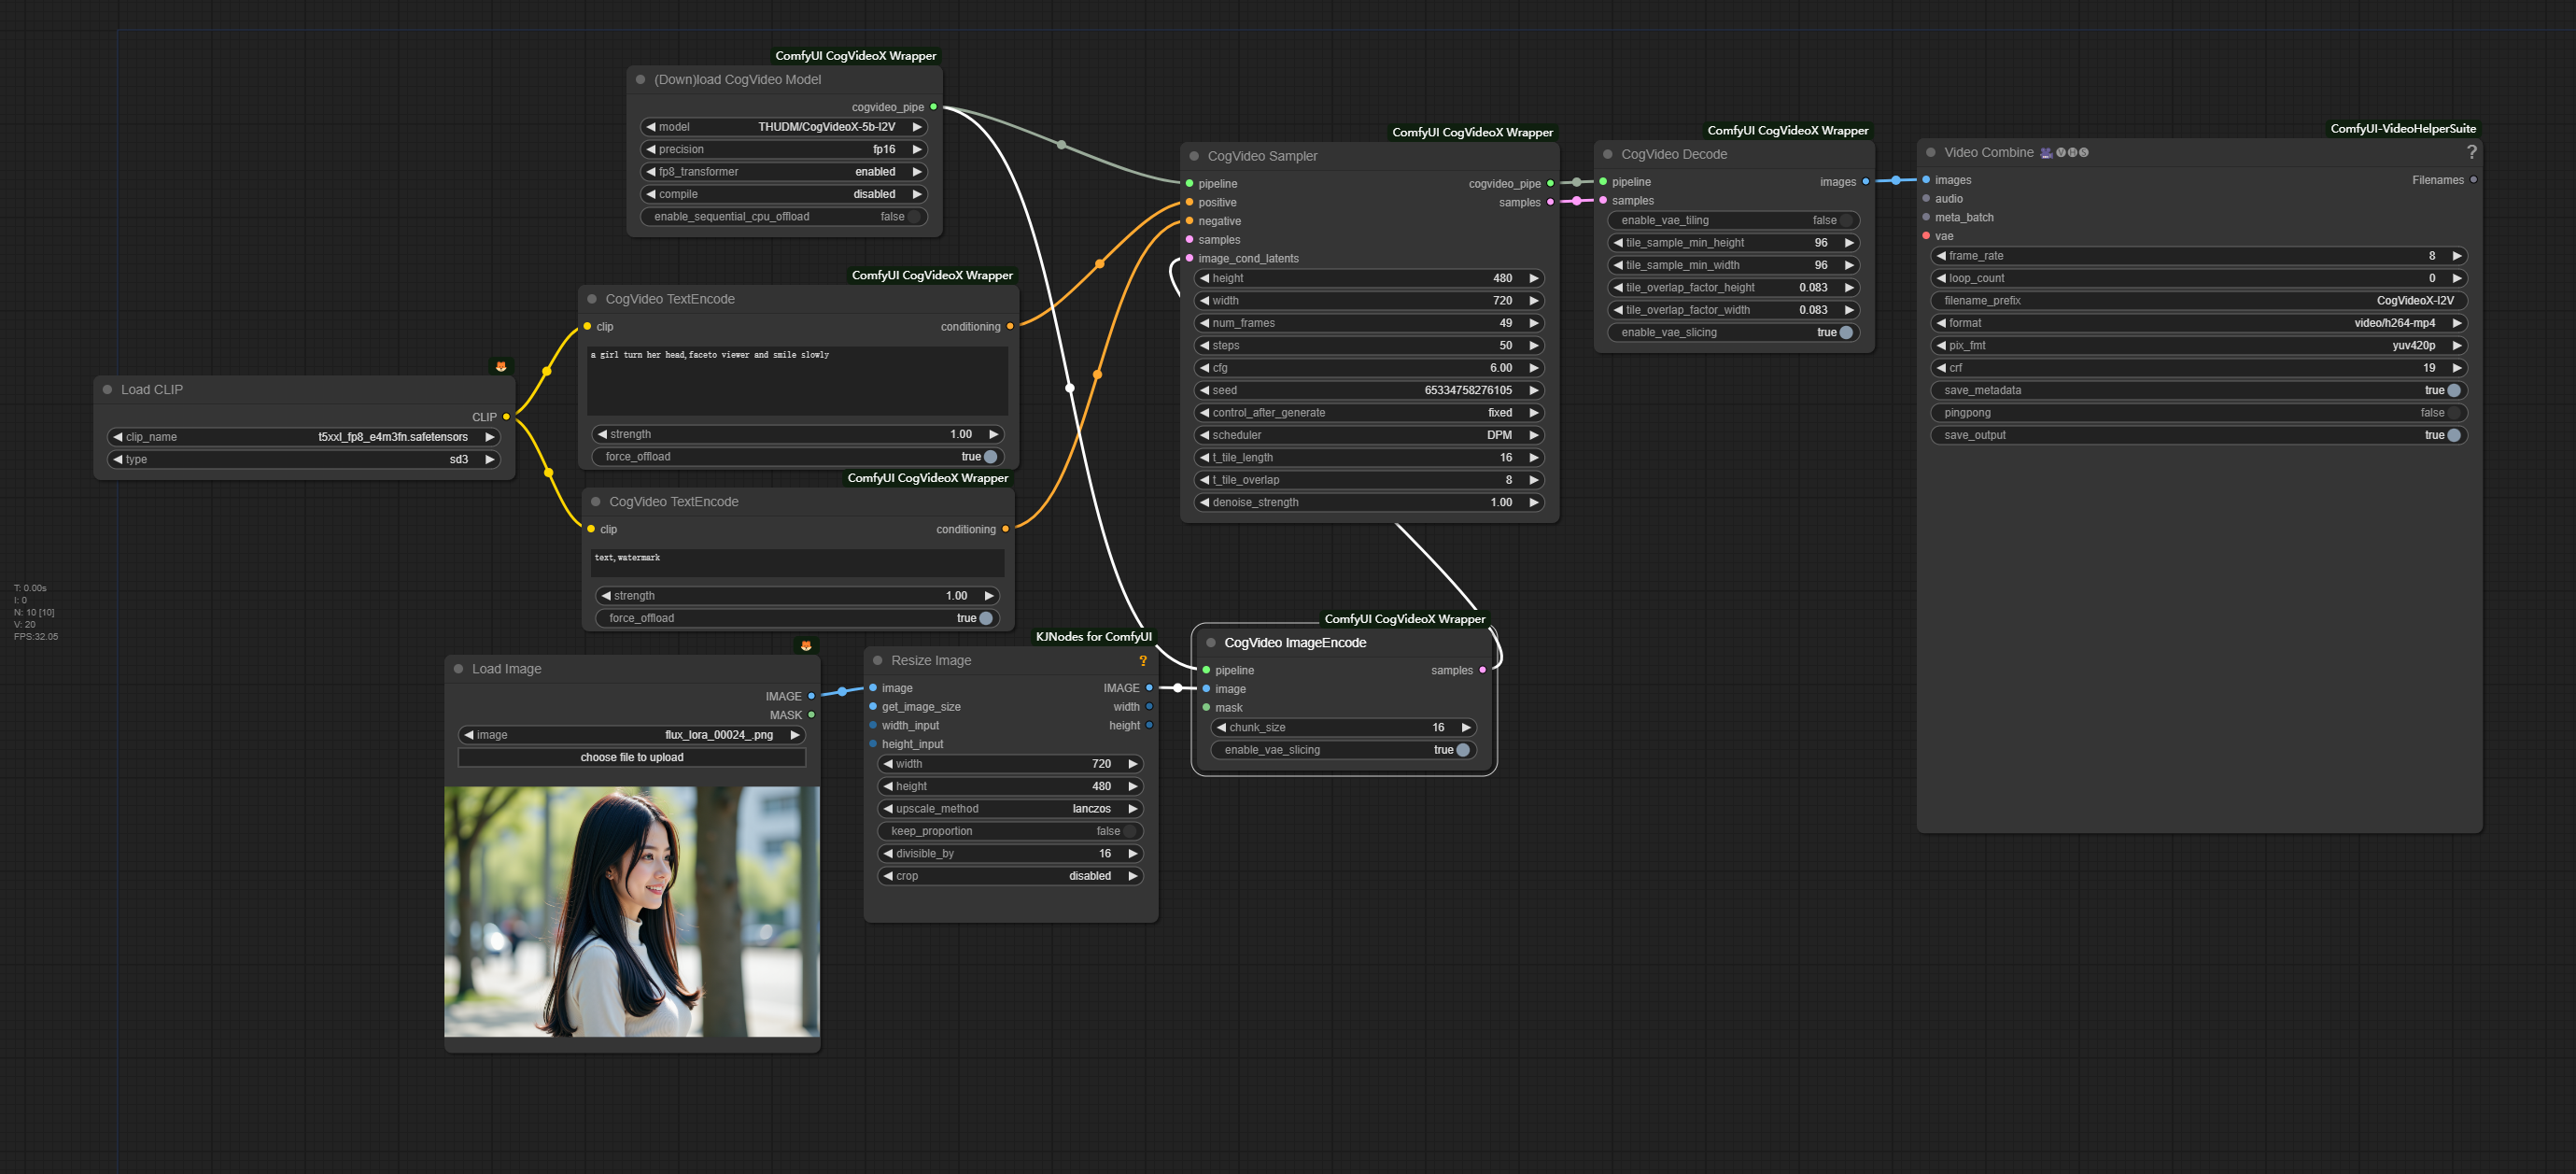 ComfyUI CogVideoX Wrapper
(Down)load CogVideo Model
cogvideo_pipe
model THUDM/CogVideoX-5b-I2V
precision fp16
fp8_transformer enabled
compile disabled
enable_sequential_cpu_offload false
ComfyUI CogVideoX Wrapper
CogVideo TextEncode
clip conditioning
a girl turn her head,faceto viewer and smile slowly
strength 1.00
force_offload true
Load CLIP
CLIP
clip_name t5xxl_fp8_e4m3fn.safetensors
type sd3
ComfyUI CogVideoX Wrapper
CogVideo TextEncode
clip conditioning
text,watermark
strength 1.00
force_offload true
T: 0.00s
I: 0
N: 10 [10]
V: 20
FPS:32.05
Load Image
IMAGE
MASK
image flux_lora_00024_.png
choose file to upload
KJNodes for ComfyUI
Resize Image ?
image IMAGE
get_image_size width
width_input height
height_input
width 720
height 480
upscale_method lanczos
keep_proportion false
divisible_by 16
crop disabled
ComfyUI CogVideoX Wrapper
CogVideo ImageEncode
pipeline samples
image
mask
chunk_size 16
enable_vae_slicing true
ComfyUI CogVideoX Wrapper
CogVideo Sampler
pipeline cogvideo_pipe
positive samples
negative
samples
image_cond_latents
height 480
width 720
num_frames 49
steps 50
cfg 6.00
seed 65334758276105
control_after_generate fixed
scheduler DPM
t_tile_length 16
t_tile_overlap 8
denoise_strength 1.00
ComfyUI CogVideoX Wrapper
CogVideo Decode
pipeline images
samples
enable_vae_tiling false
tile_sample_min_height 96
tile_sample_min_width 96
tile_overlap_factor_height 0.083
tile_overlap_factor_width 0.083
enable_vae_slicing true
ComfyUI-VideoHelperSuite
Video Combine 🎥🅥🅗🅢 ?
images Filenames
audio
meta_batch
vae
frame_rate 8
loop_count 0
filename_prefix CogVideoX-I2V
format video/h264-mp4
pix_fmt yuv420p
crf 19
save_metadata true
pingpong false
save_output true